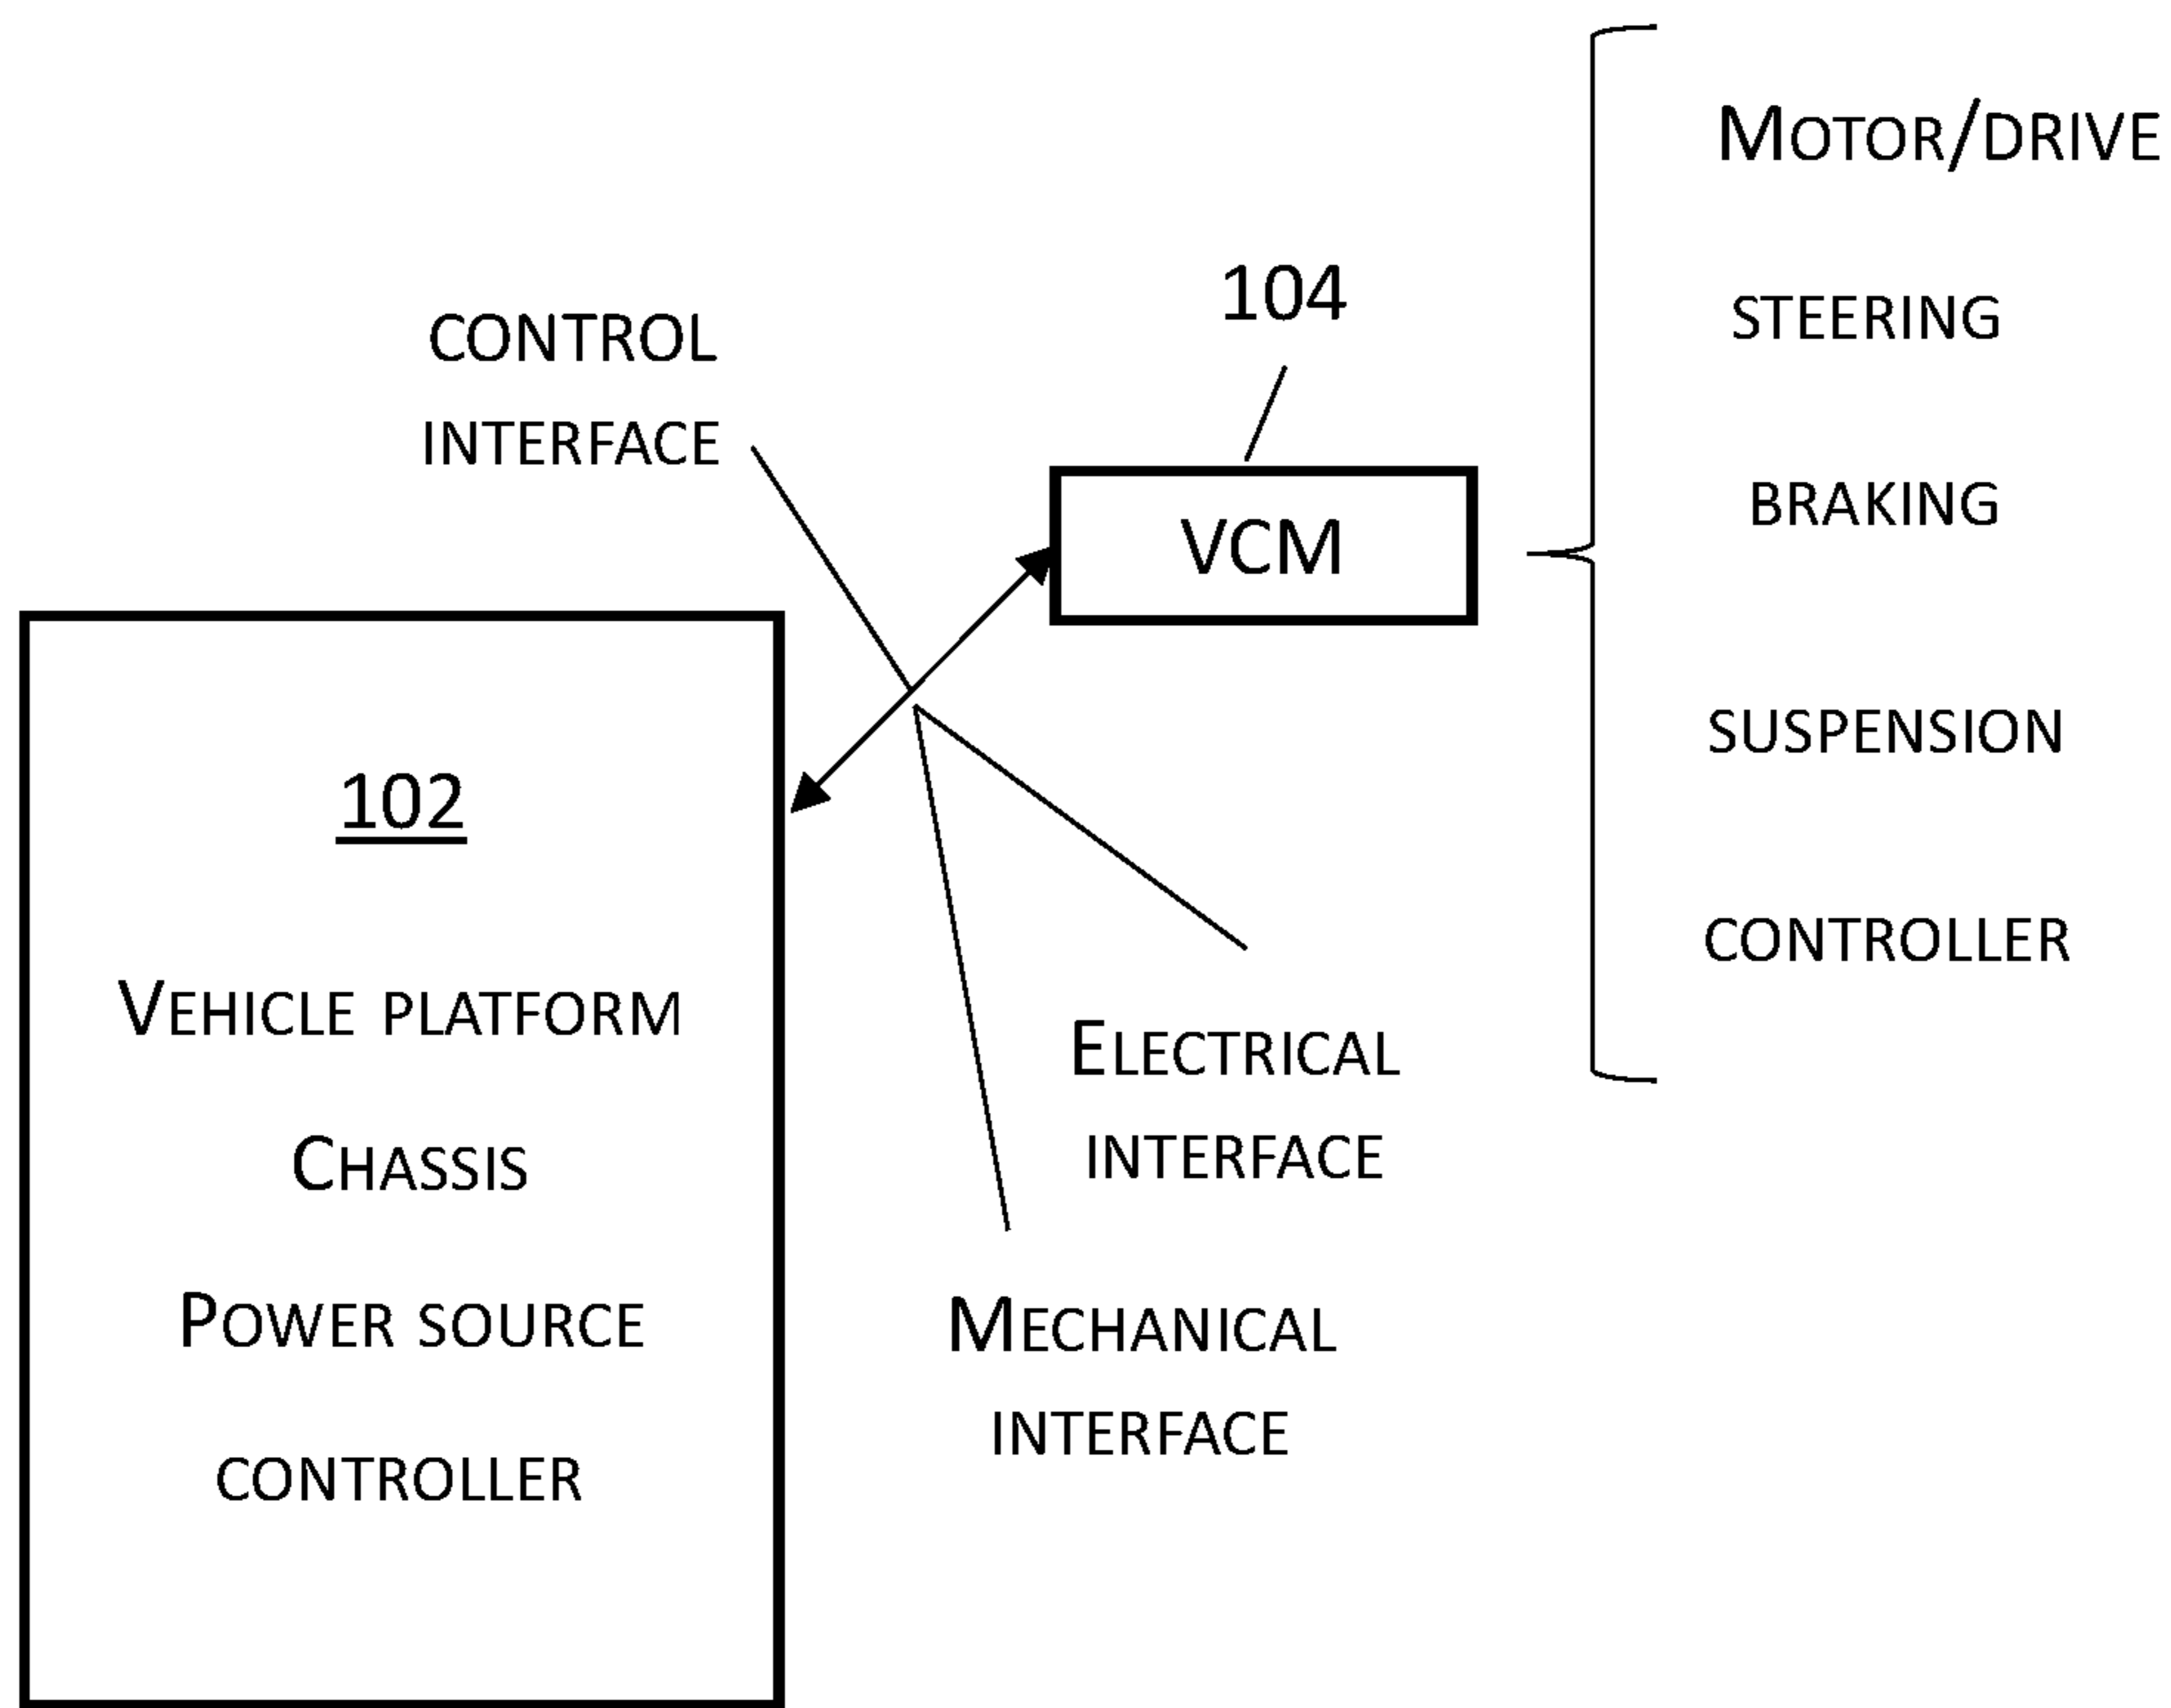 MOTOR/DRIVE
STEERING
BRAKING
SUSPENSION
CONTROLLER
104
VCM
CONTROL
INTERFACE
102
VEHICLE PLATFORM
CHASSIS
POWER SOURCE
CONTROLLER
ELECTRICAL
INTERFACE
MECHANICAL
INTERFACE